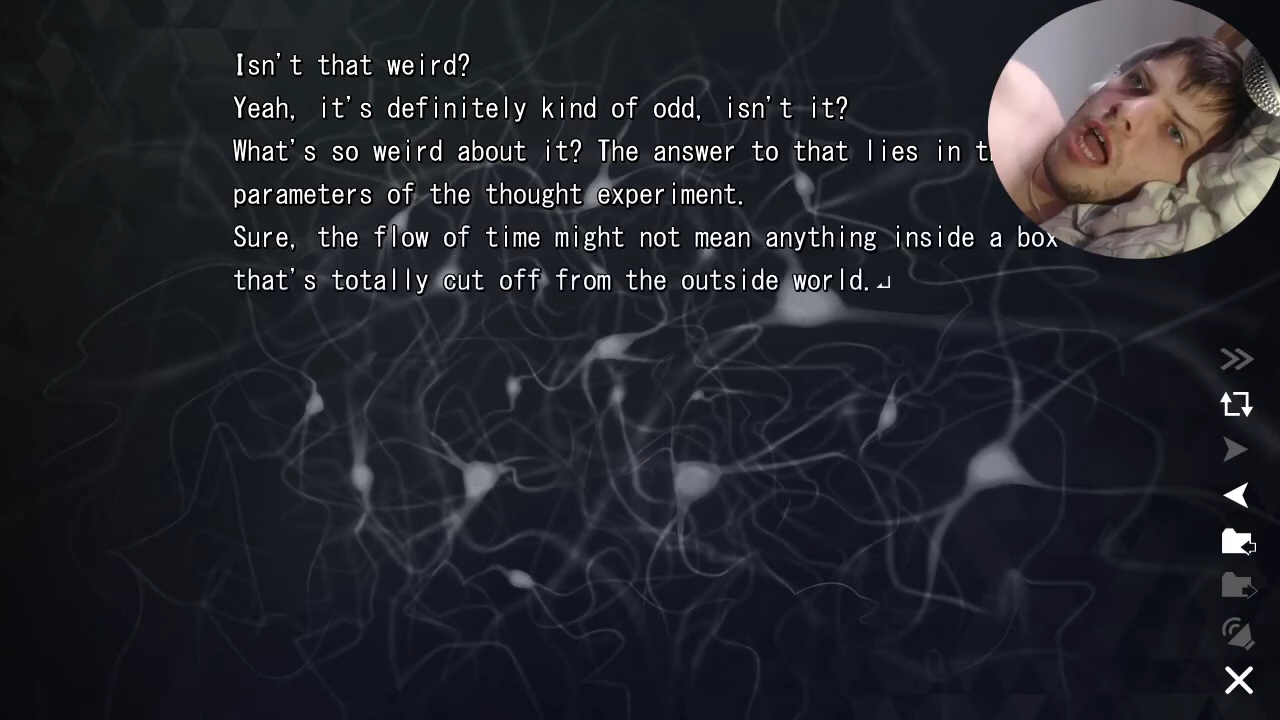 Isn't that weird?
Yeah, it's definitely kind of odd, isn't it?
What's so weird about it? The answer to that lies in
parameters of the thought experiment.
Sure, the flow of time might not mean anything inside a box
that's totally cut off from the outside world.